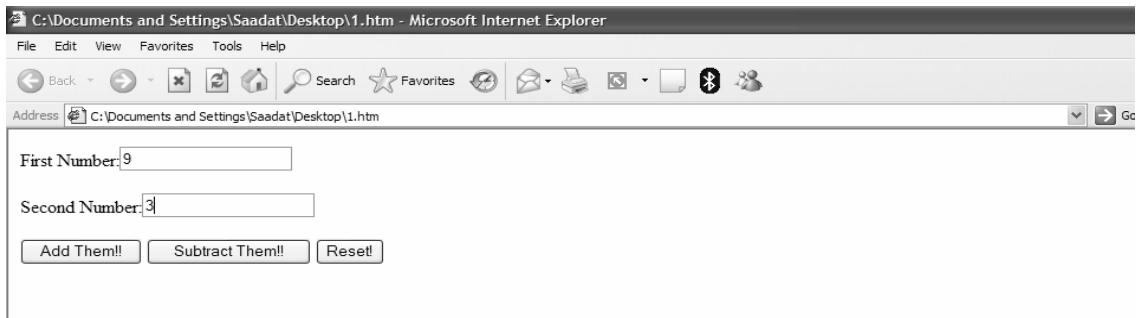 C:\Documents and Settings\Saadat\Desktop\1.htm - Microsoft Internet Explorer
File Edit View Favorites Tools Help
Back Search Favorites
Address C:\Documents and Settings\Saadat\Desktop\1.htm Go
First Number: 9
Second Number: 3
Add Them!! Subtract Them!! Reset!